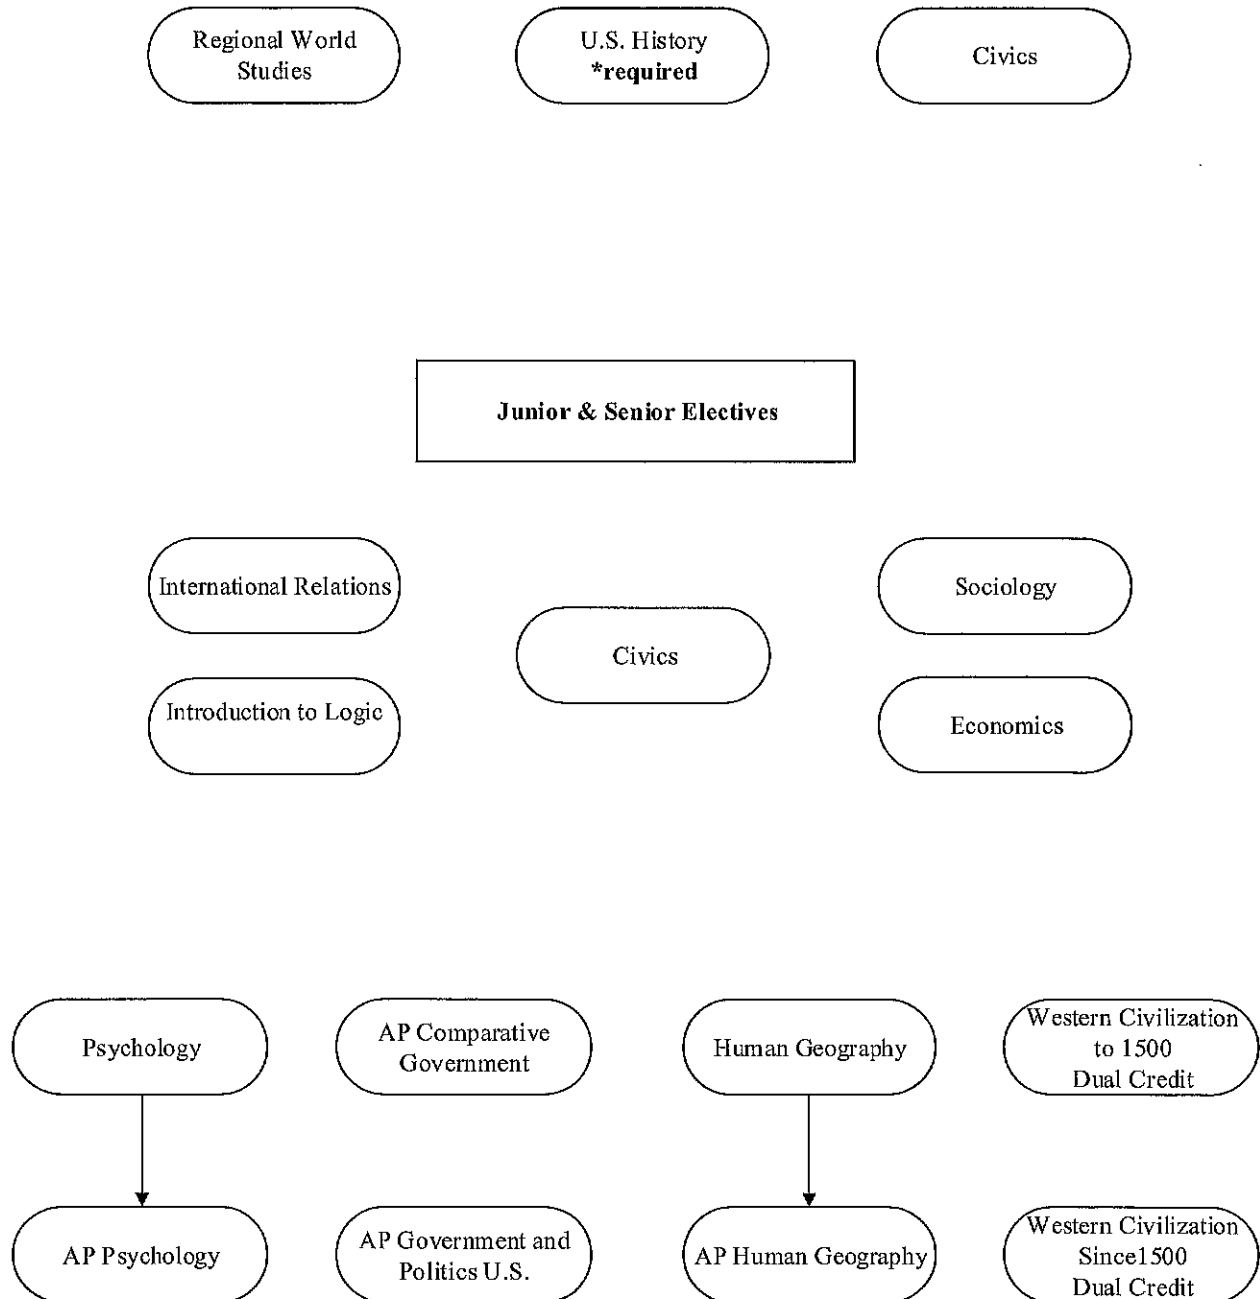 Regional World
Studies
U.S. History
*required
Civics
Junior & Senior Electives
International Relations
Sociology
Civics
Introduction to Logic
Economics
Psychology
AP Comparative
Government
Human Geography
Western Civilization
to 1500
Dual Credit
AP Psychology
AP Government and
Politics U.S.
AP Human Geography
Western Civilization
Since1500
Dual Credit